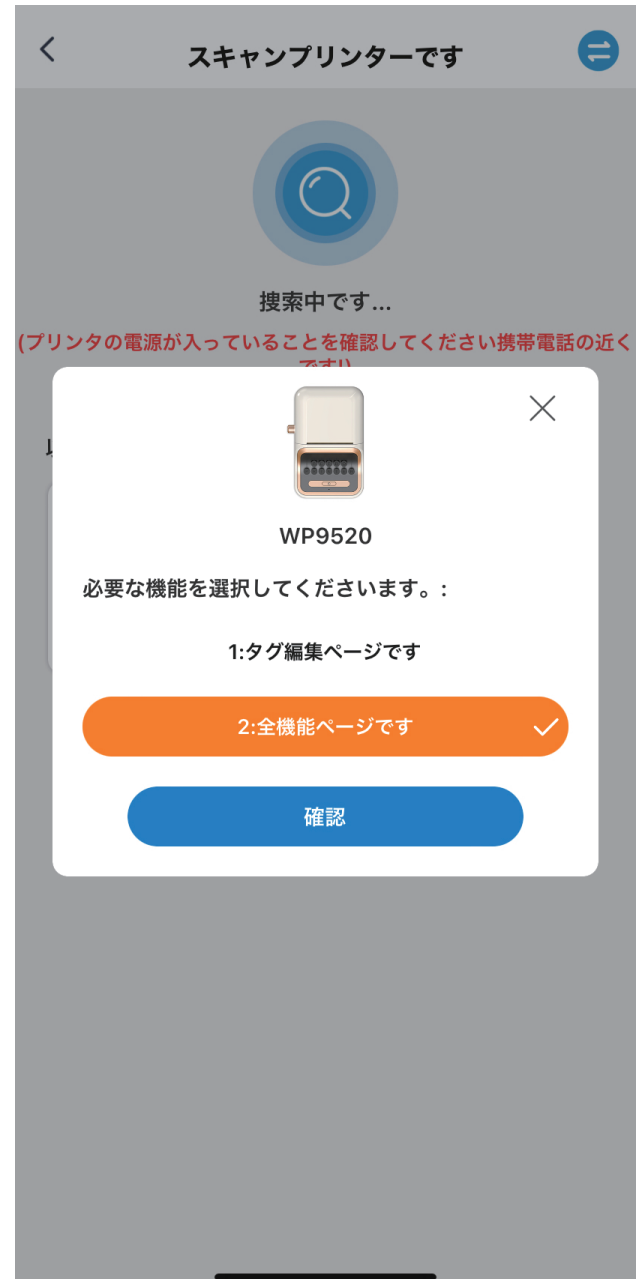 スキャンプリンターです
捜索中です...
(プリンタの電源が入っていることを確認してください携帯電話の近く
です!)
WP9520
必要な機能を選択してくださいます。:
1:タグ編集ページです
2:全機能ページです
確認